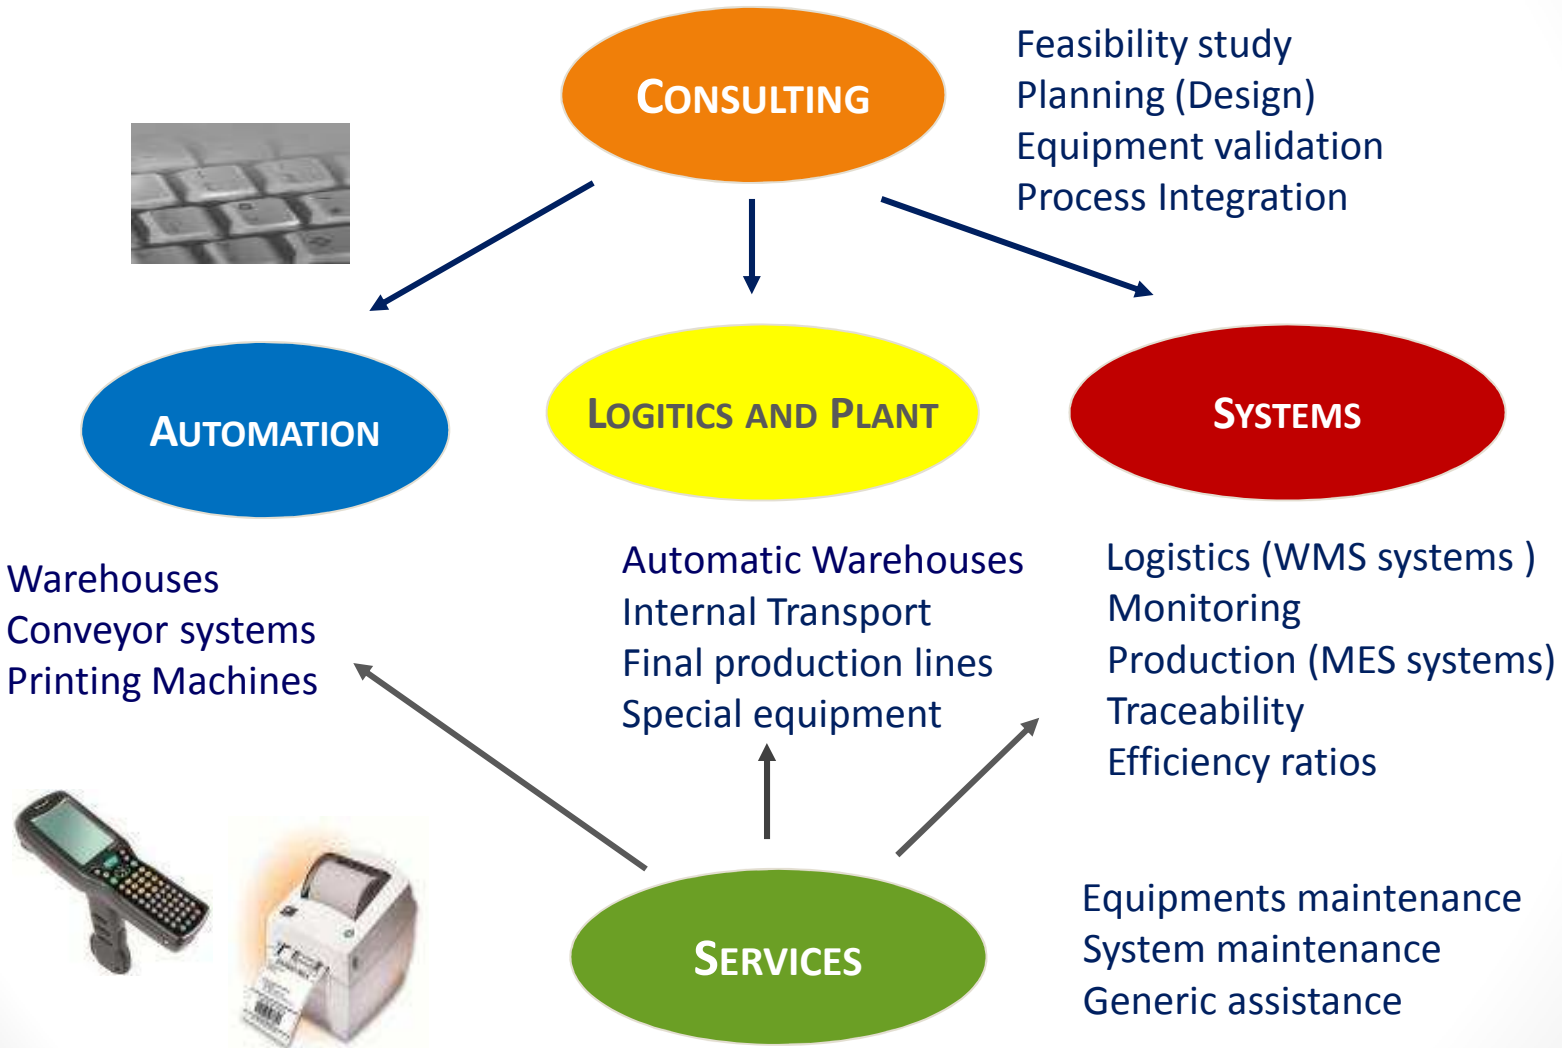 CONSULTING
Feasibility study
Planning (Design)
Equipment validation
Process Integration
AUTOMATION
LOGITICS AND PLANT
SYSTEMS
Warehouses
Conveyor systems
Printing Machines
Automatic Warehouses
Internal Transport
Final production lines
Special equipment
Logistics (WMS systems )
Monitoring
Production (MES systems)
Traceability
Efficiency ratios
SERVICES
Equipments maintenance
System maintenance
Generic assistance